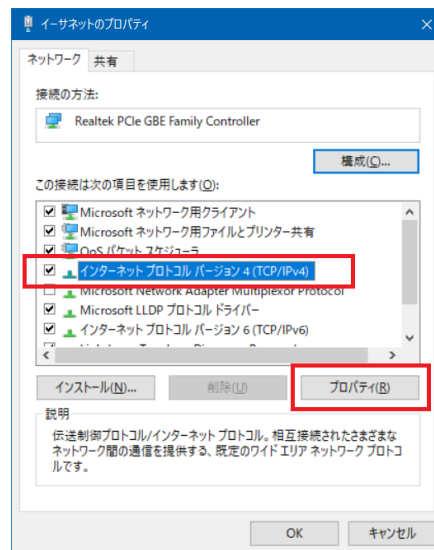 イーサネットのプロパティ
ネットワーク 共有
接続の方法:
Realtek PCIe GBE Family Controller
構成(C)...
この接続は次の項目を使用します(O):
Microsoft ネットワーク用クライアント
Microsoft ネットワーク用ファイルとプリンター共有
QoS パケット スケジューラ
インターネット プロトコル バージョン 4 (TCP/IPv4)
Microsoft Network Adapter Multiplexor Protocol
Microsoft LLDP プロトコル ドライバー
インターネット プロトコル バージョン 6 (TCP/IPv6)
インストール(N)... 削除(U) プロパティ(R)
説明
伝送制御プロトコル/インターネット プロトコル。相互接続されたさまざまな
ネットワーク間の通信を提供する、既定のワイド エリア ネットワーク プロトコ
ルです。
OK キャンセル